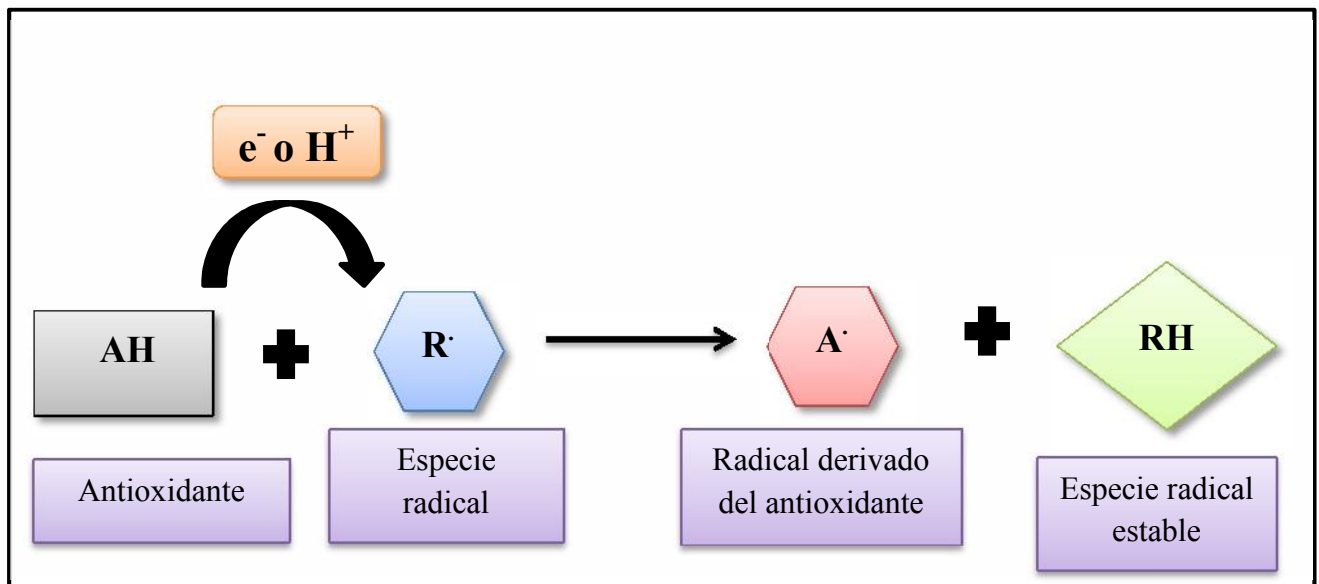 e⁻ o H⁺
AH
R·
A·
RH
Antioxidante
Especie
radical
Radical derivado
del antioxidante
Especie radical
estable